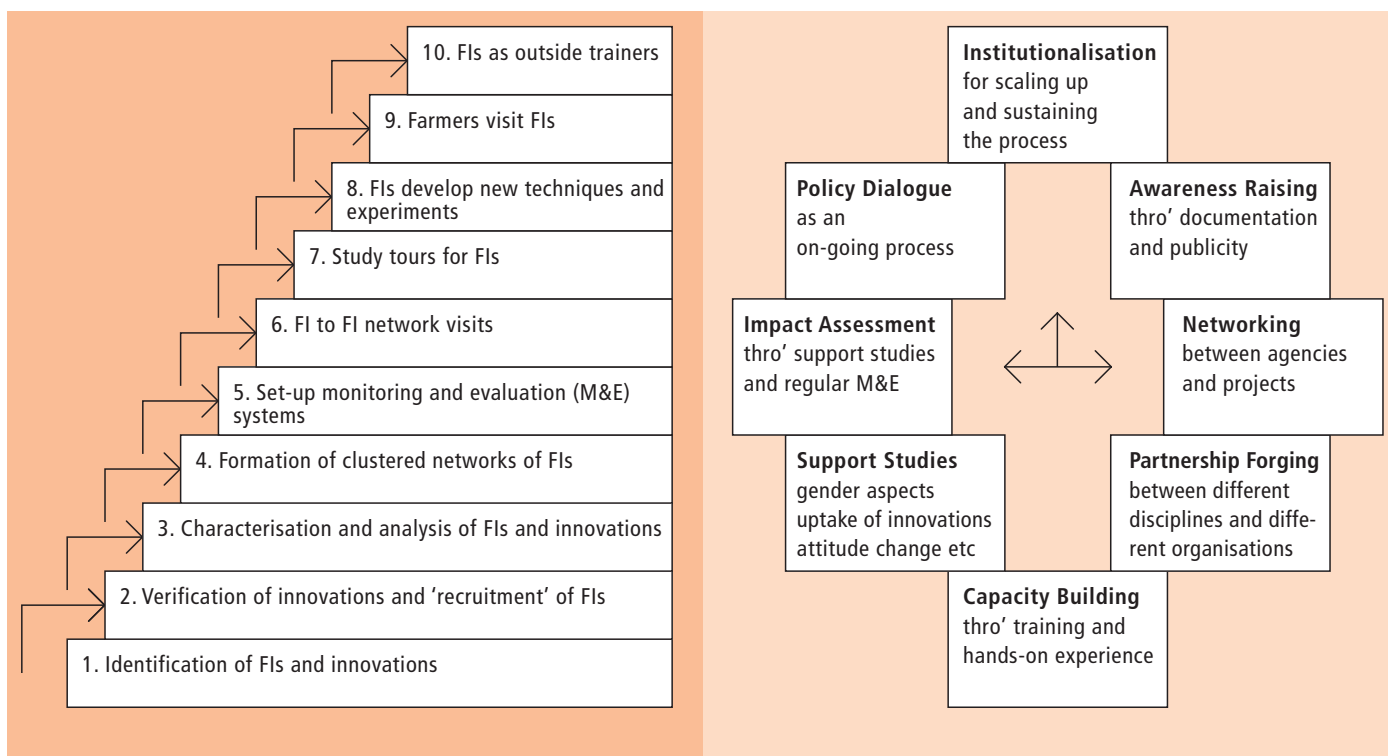 10. FIs as outside trainers
9. Farmers visit FIs
8. FIs develop new techniques and
experiments
7. Study tours for FIs
6. FI to FI network visits
5. Set-up monitoring and evaluation (M&E)
systems
4. Formation of clustered networks of FIs
3. Characterisation and analysis of FIs and innovations
2. Verification of innovations and ‘recruitment’ of FIs
1. Identification of FIs and innovations
Institutionalisation
for scaling up
and sustaining
the process
Policy Dialogue
as an
on-going process
Awareness Raising
thro’ documentation
and publicity
Impact Assessment
thro’ support studies
and regular M&E
Networking
between agencies
and projects
Support Studies
gender aspects
uptake of innovations
attitude change etc
Partnership Forging
between different
disciplines and diffe-
rent organisations
Capacity Building
thro’ training and
hands-on experience